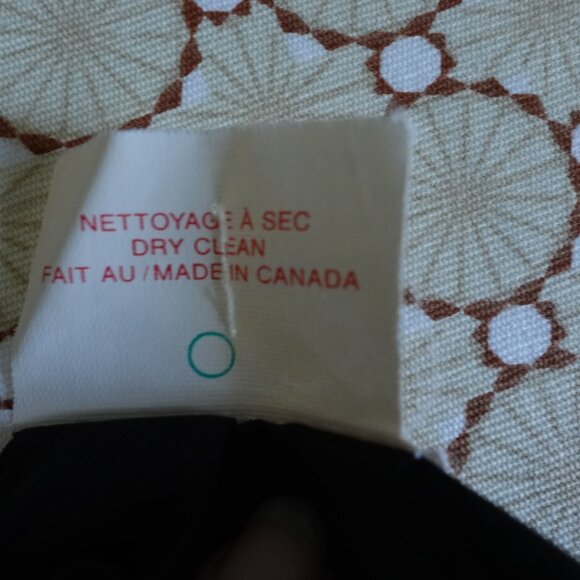 NETTOYAGE À SEC
DRY CLEAN
FAIT AU / MADE IN CANADA